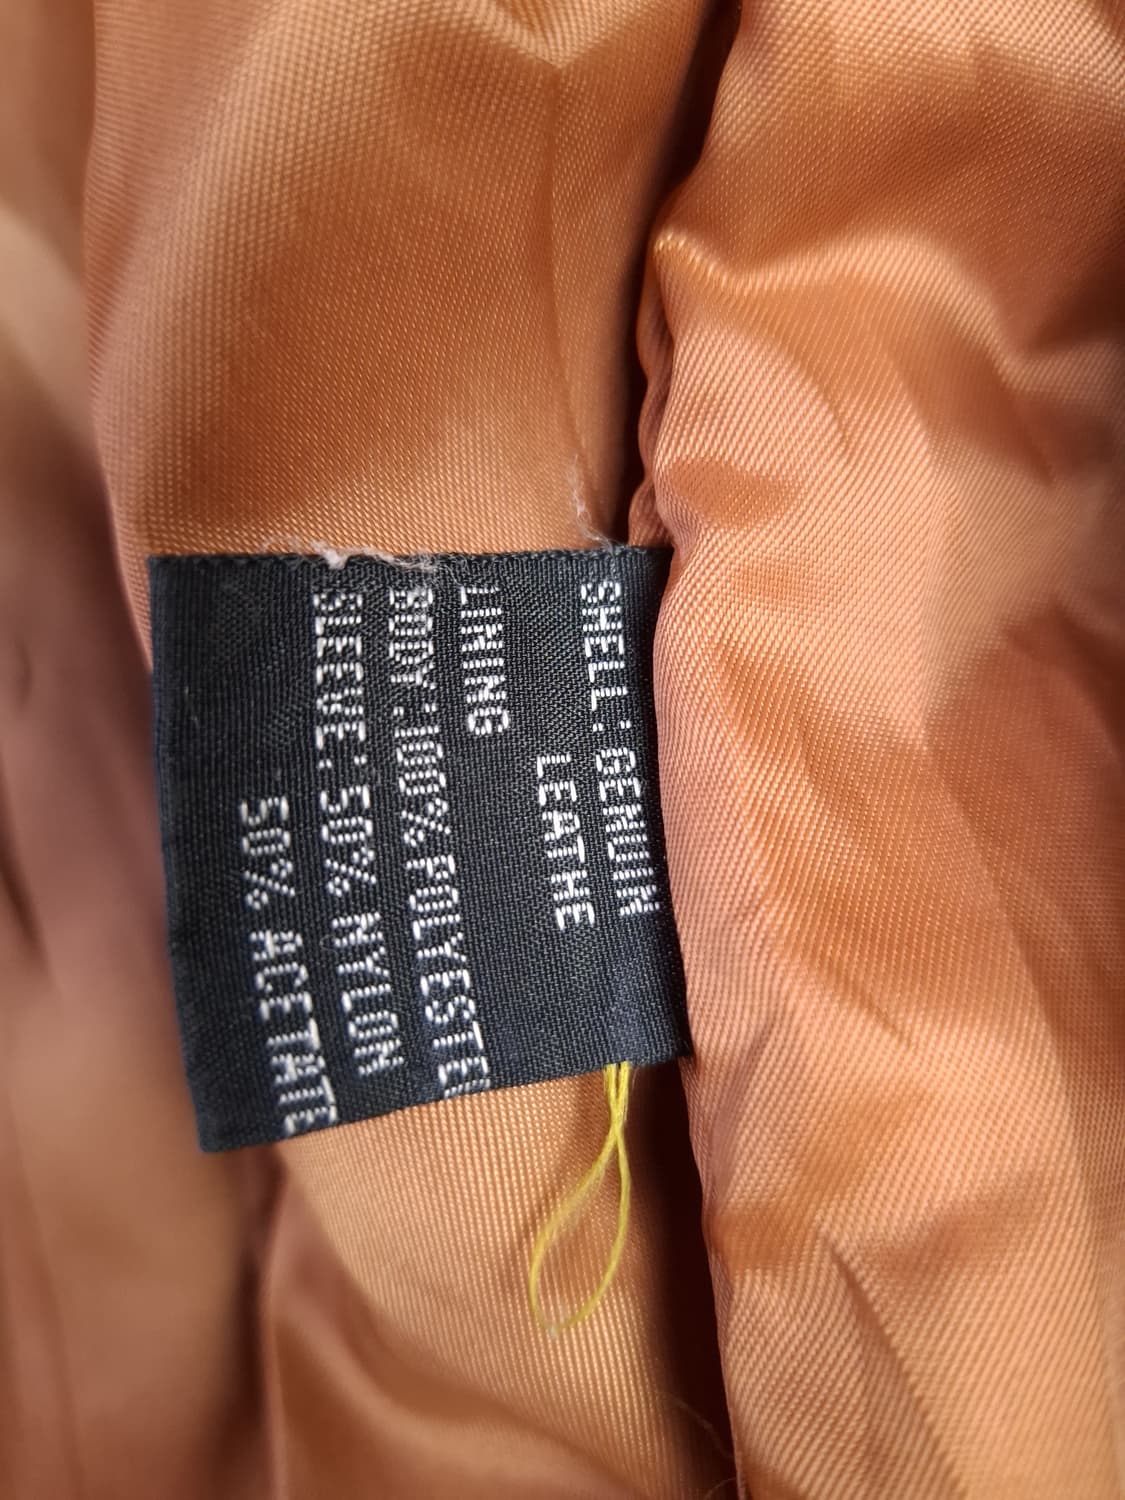 SHELL: GENUIN
LEATHE
LINING
BODY: 100% POLYESTE
SLEEVE: 50% NYLON
50% ACETATE